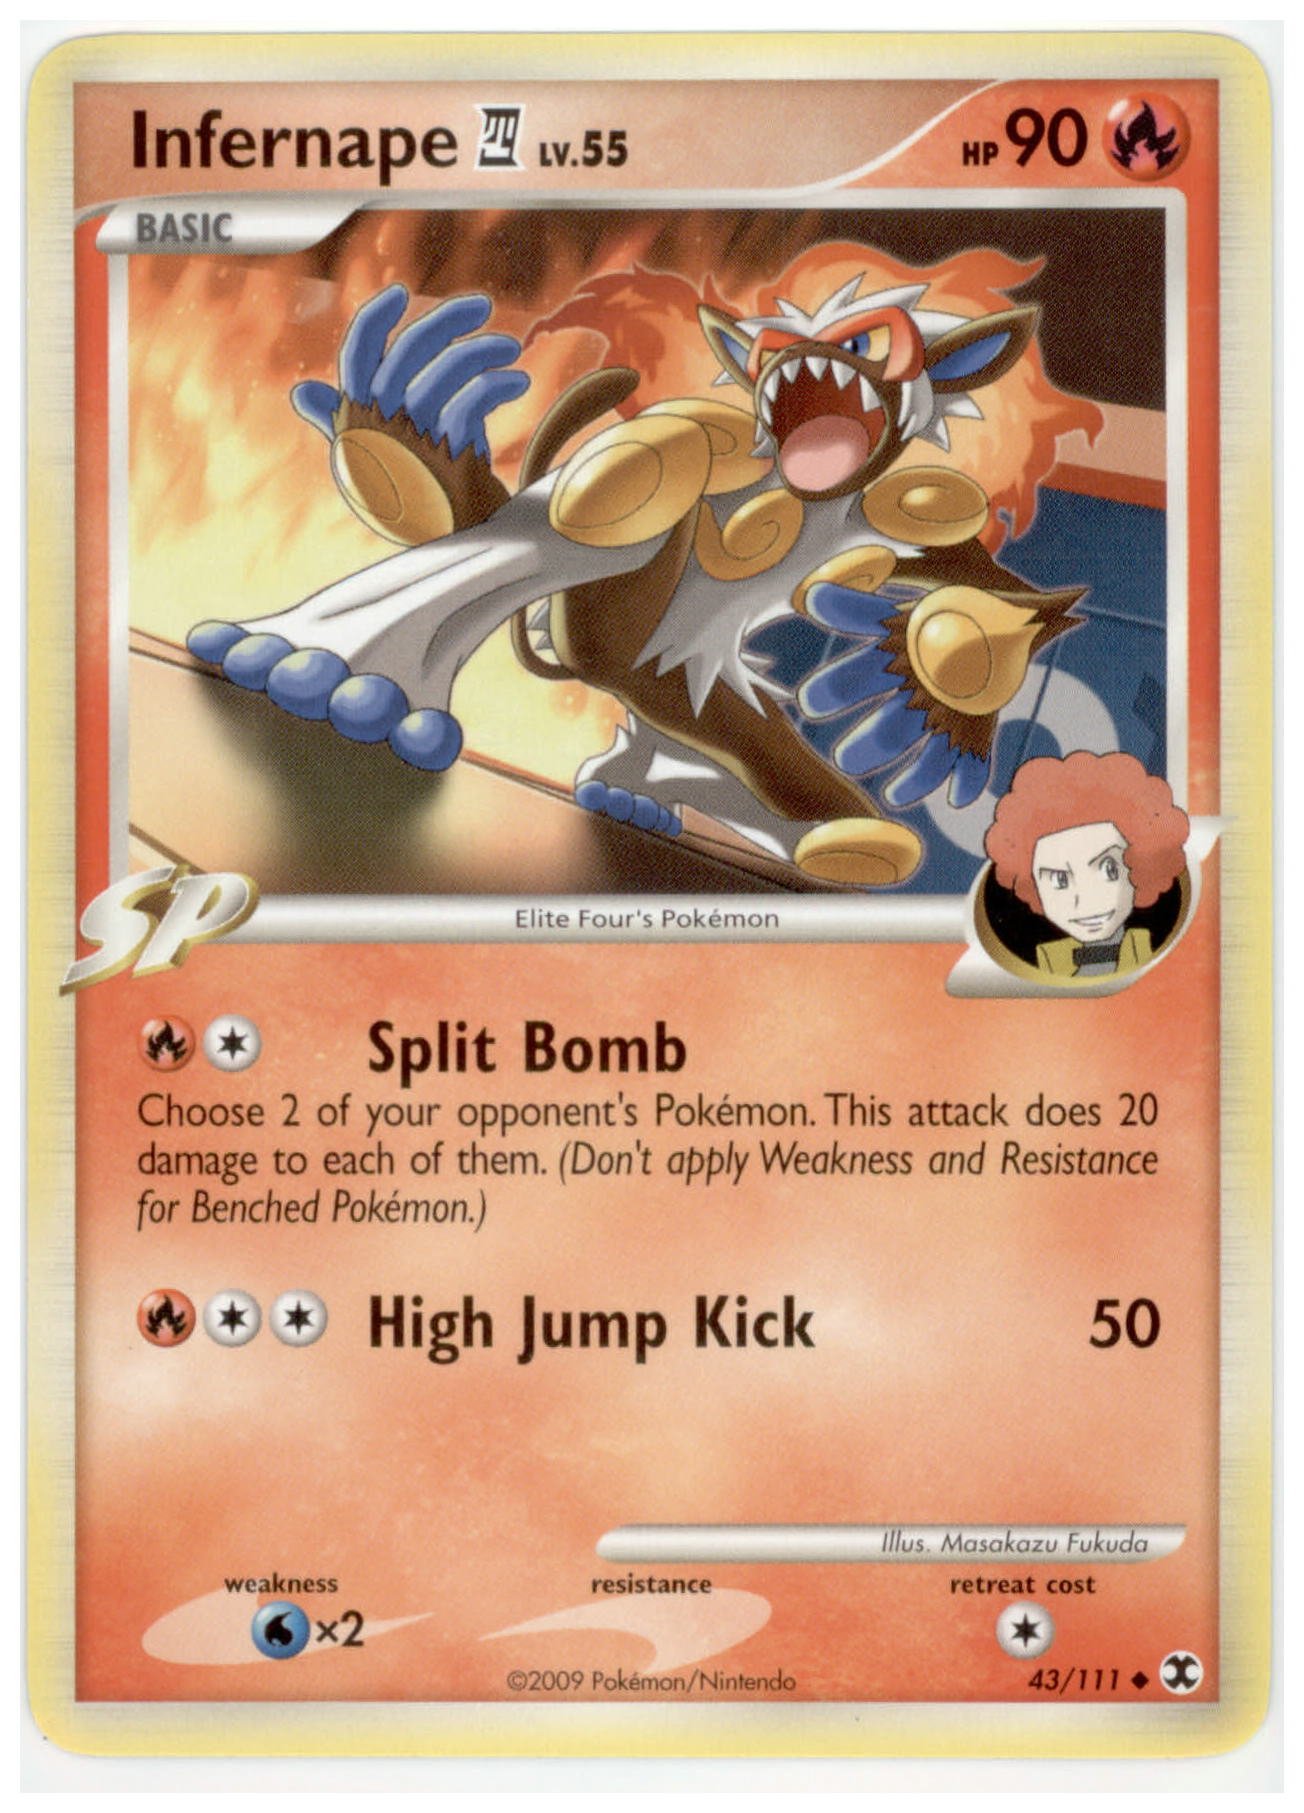 Infernape LV.55 HP 90
BASIC
SP
Elite Four's Pokémon
Split Bomb
Choose 2 of your opponent's Pokémon. This attack does 20
damage to each of them. (Don't apply Weakness and Resistance
for Benched Pokémon.)
High Jump Kick 50
Illus. Masakazu Fukuda
weakness resistance retreat cost
×2
©2009 Pokémon/Nintendo 43/111